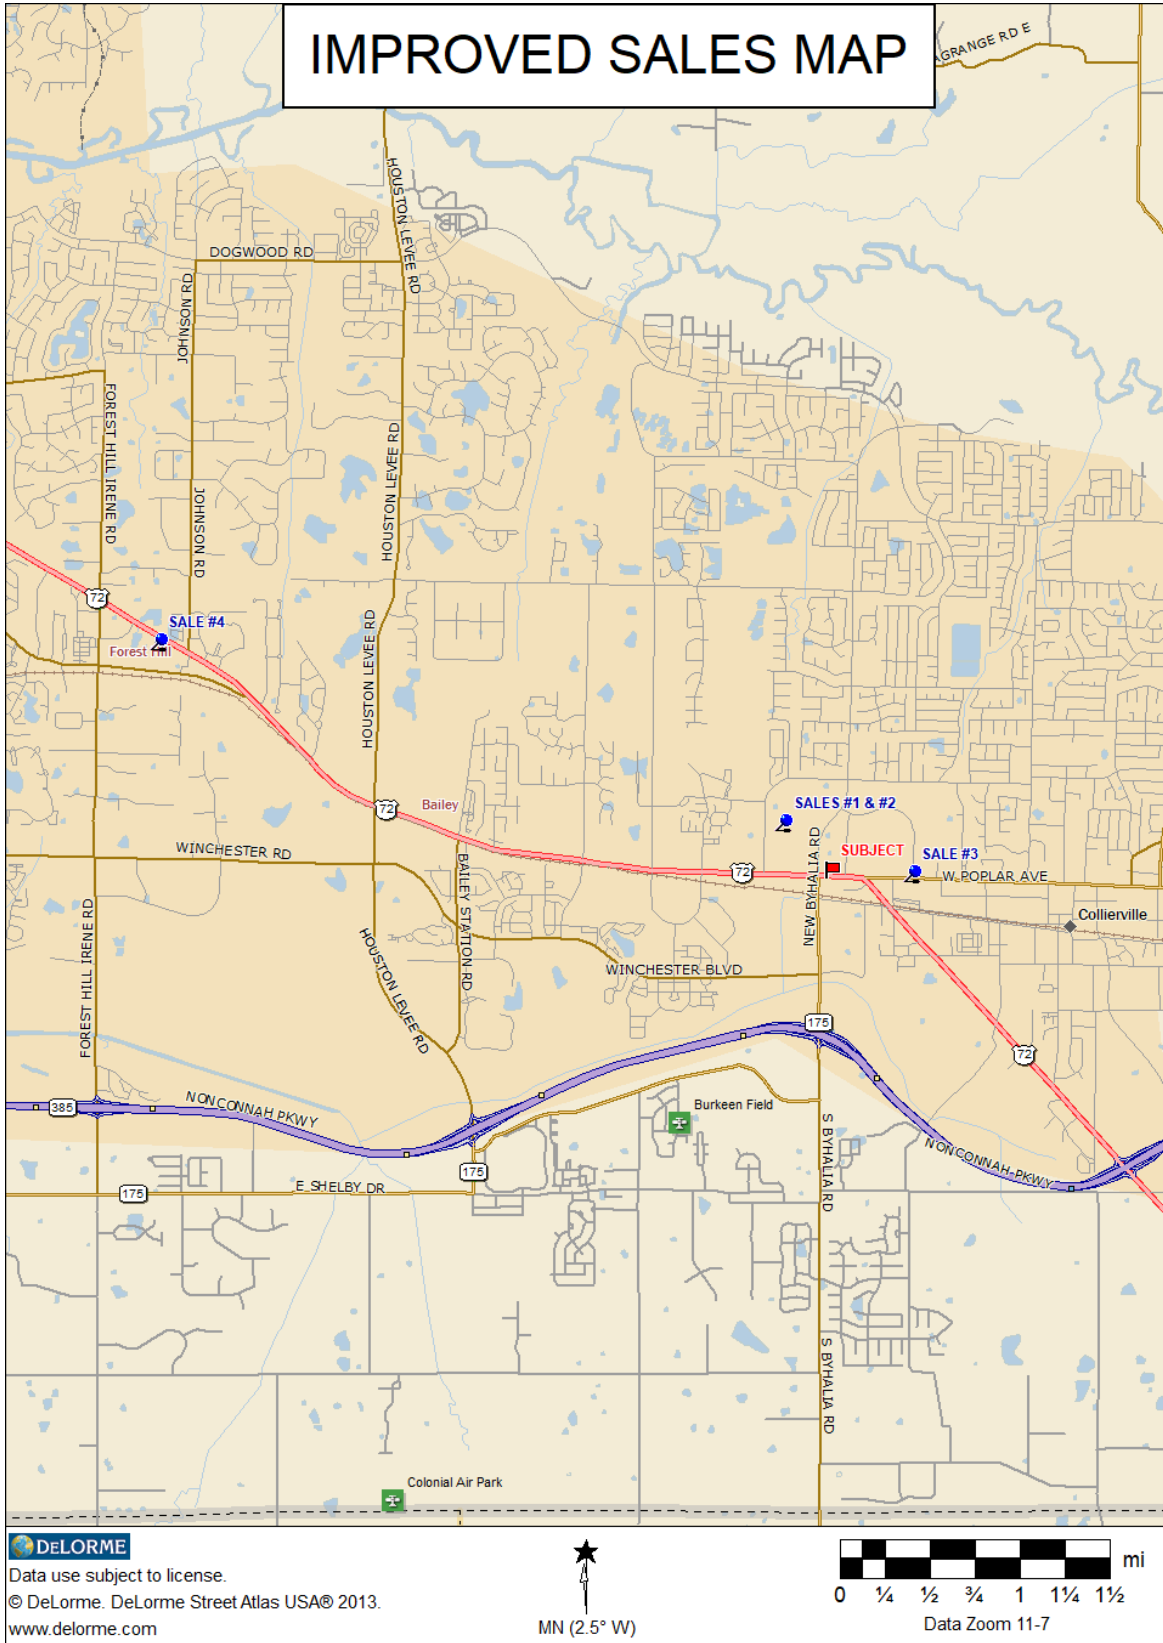 IMPROVED SALES MAP
AGRANGE RD E
HOUSTON LEVEE RD
DOGWOOD RD
JOHNSON RD
FOREST HILL IRENE RD
HOUSTON LEVEE RD
JOHNSON RD
72
SALE #4
Forest Hill
HOUSTON LEVEE RD
72
Bailey
SALES #1 & #2
WINCHESTER RD
SUBJECT
SALE #3
72
W POPLAR AVE
NEW BYHALIA RD
BAILEY STATION RD
Collierville
FOREST HILL IRENE RD
HOUSTON LEVEE RD
WINCHESTER BLVD
175
72
385
NONCONNAH PKWY
Burkeen Field
S BYHALIA RD
NONCONNAH PKWY
175
175
E SHELBY DR
S BYHALIA RD
Colonial Air Park
DELORME
Data use subject to license.
© DeLorme. DeLorme Street Atlas USA® 2013.
www.delorme.com
MN (2.5° W)
mi
0 ¼ ½ ¾ 1 1¼ 1½
Data Zoom 11-7